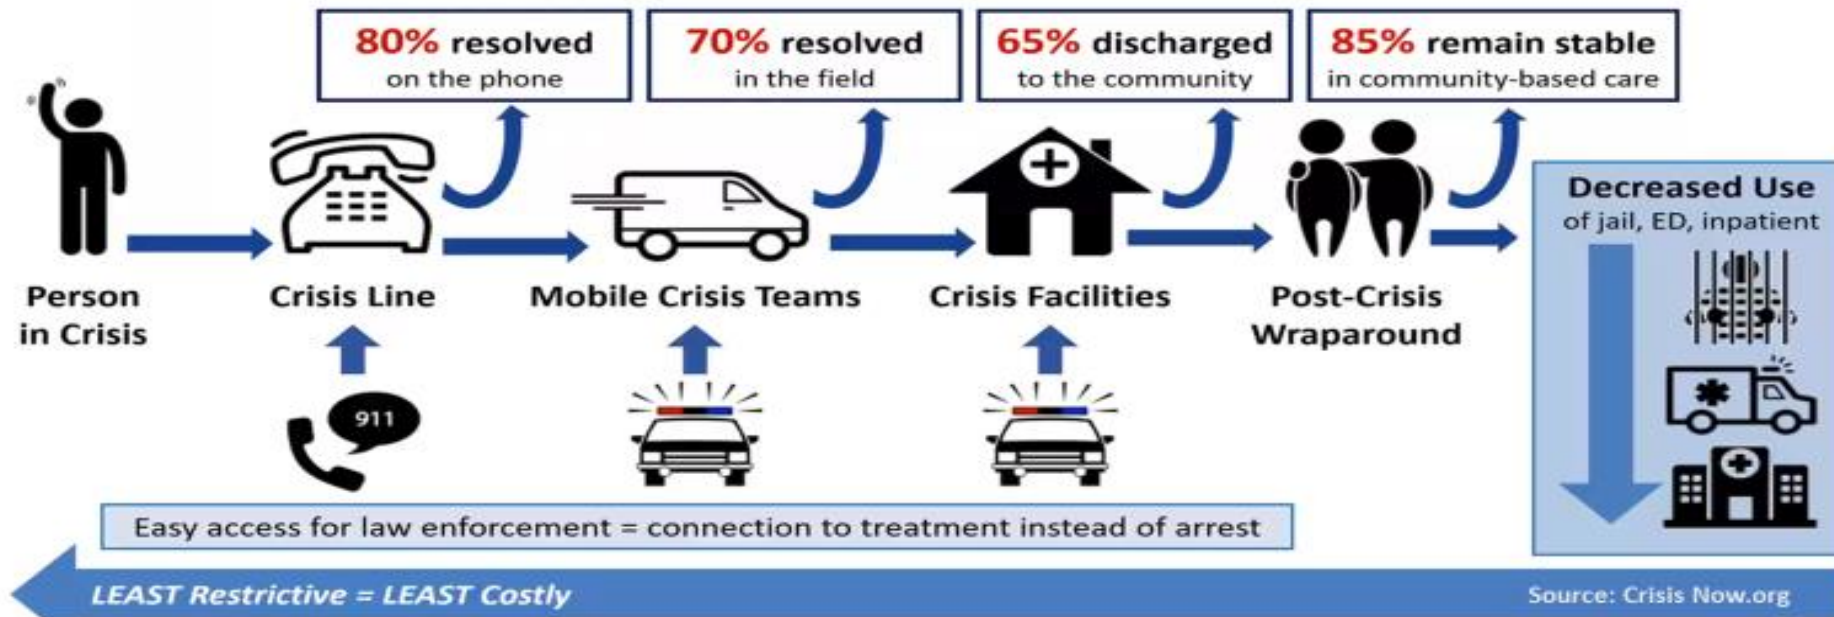 80% resolved
on the phone
70% resolved
in the field
65% discharged
to the community
85% remain stable
in community-based care
Person
in Crisis
Crisis Line
Mobile Crisis Teams
Crisis Facilities
Post-Crisis
Wraparound
Decreased Use
of jail, ED, inpatient
911
Easy access for law enforcement = connection to treatment instead of arrest
LEAST Restrictive = LEAST Costly
Source: Crisis Now.org